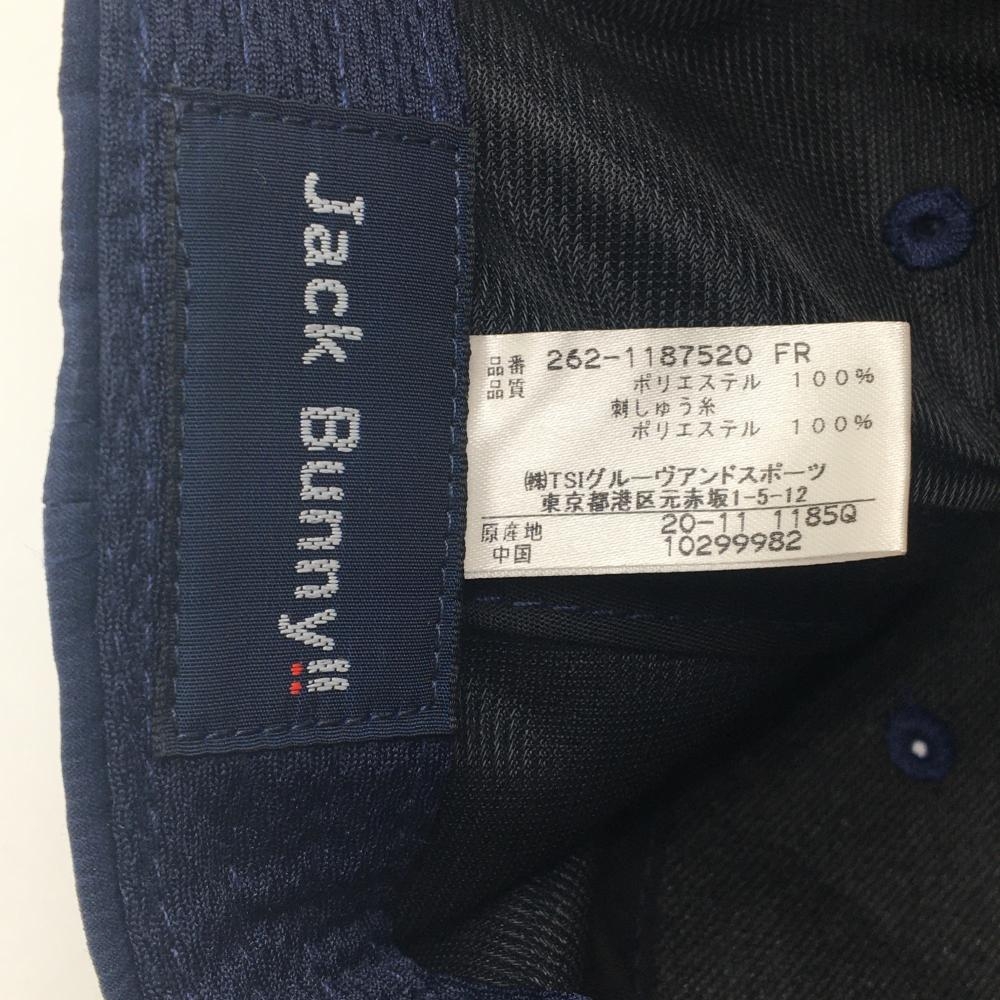 Jack Bunny!!
品番 262-1187520 FR
品質 ポリエステル 100%
刺しゅう糸
ポリエステル 100%
㈱TSIグルーヴアンドスポーツ
東京都港区元赤坂1-5-12
原産地 20-11 1185Q
中国 10299982